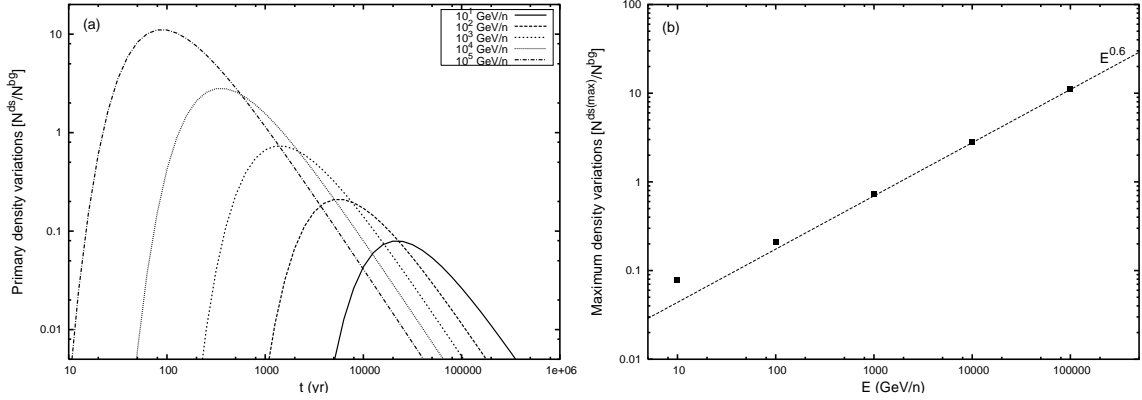 (a)
10^1 GeV/n
10^2 GeV/n
10^3 GeV/n
10^4 GeV/n
10^5 GeV/n
Primary density variations [N^ds/N^bg]
10
1
0.1
0.01
10
100
1000
10000
100000
1e+06
t (yr)
(b)
E^0.6
Maximum density variations [N^ds(max)/N^bg]
100
10
1
0.1
0.01
10
100
1000
10000
100000
E (GeV/n)